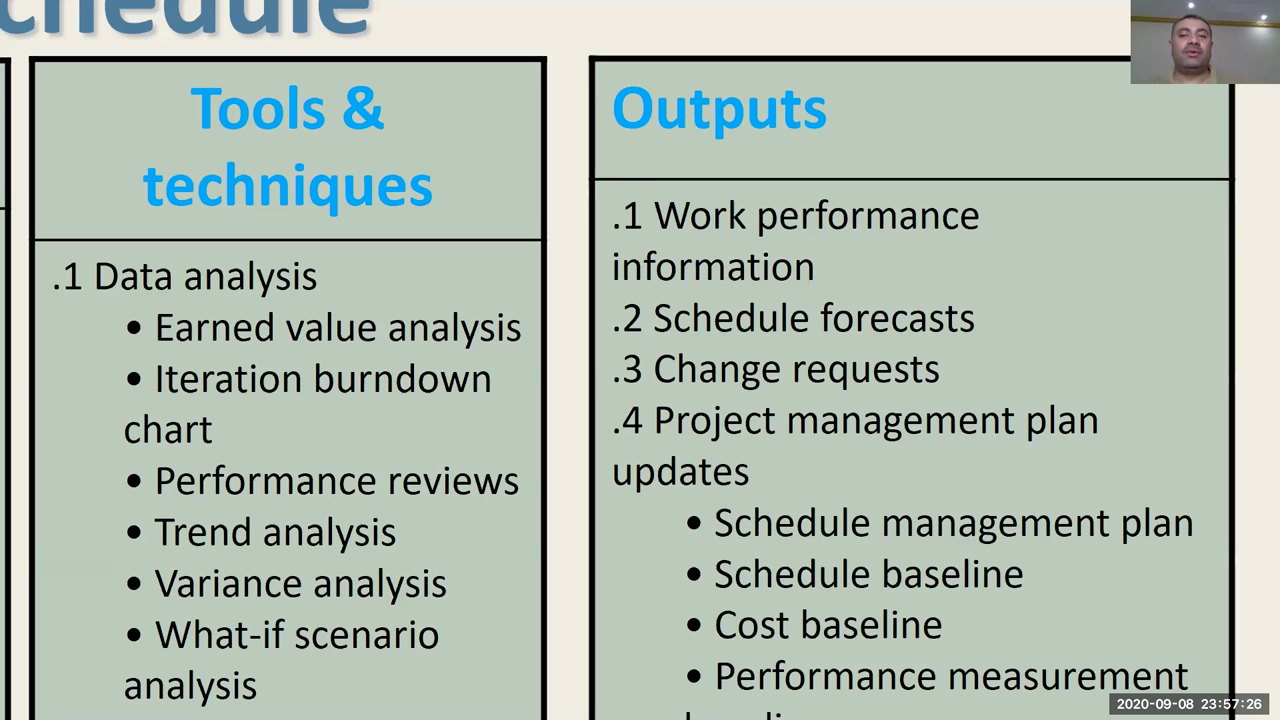 chedule
Tools &
techniques
.1 Data analysis
• Earned value analysis
• Iteration burndown
chart
• Performance reviews
• Trend analysis
• Variance analysis
• What-if scenario
analysis
Outputs
.1 Work performance
information
.2 Schedule forecasts
.3 Change requests
.4 Project management plan
updates
• Schedule management plan
• Schedule baseline
• Cost baseline
• Performance measurement
2020-09-08 23:57:26